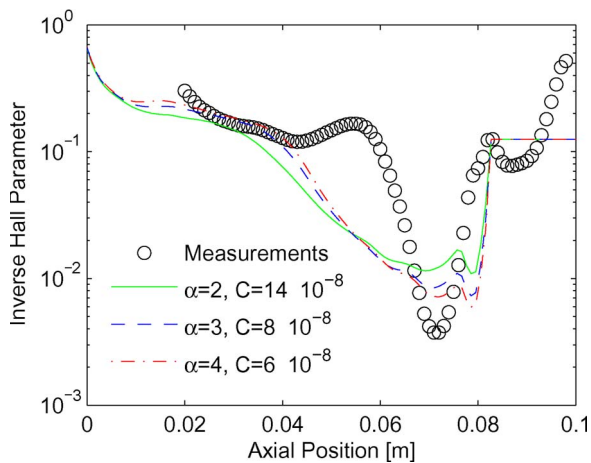 10^0
10^-1
10^-2
10^-3
Inverse Hall Parameter
Measurements
α=2, C=14 10^-8
α=3, C=8 10^-8
α=4, C=6 10^-8
0 0.02 0.04 0.06 0.08 0.1
Axial Position [m]